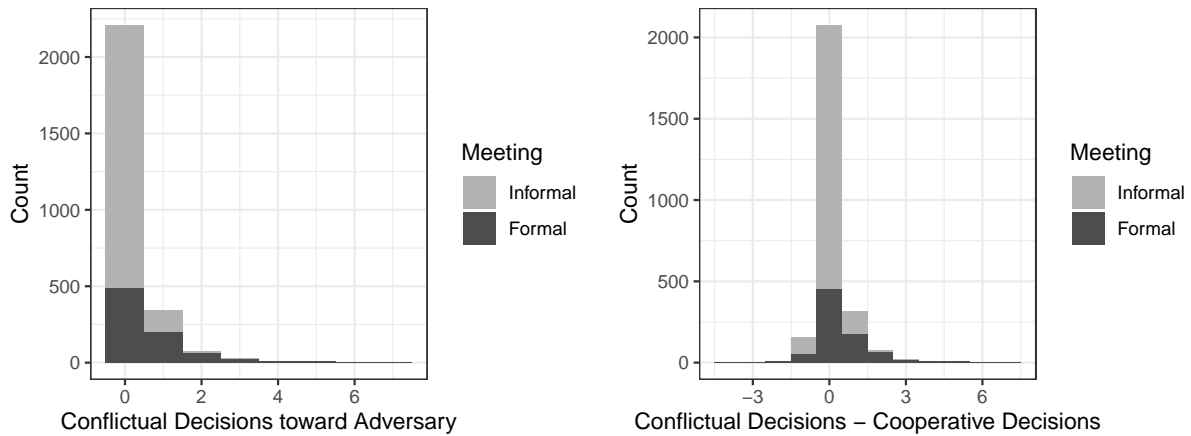 Count
2000
1500
1000
500
0
0 2 4 6
Conflictual Decisions toward Adversary
Meeting
Informal
Formal
Count
2000
1500
1000
500
0
−3 0 3 6
Conflictual Decisions − Cooperative Decisions
Meeting
Informal
Formal